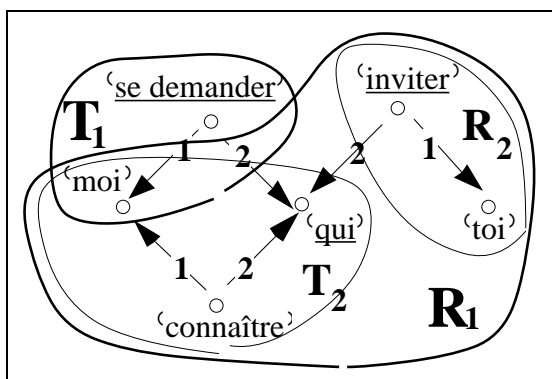 ‘se demander’
‘inviter’
T1
R2
1
2
2
1
‘moi’
‘qui’
‘toi’
1
2
T2
R1
‘connaître’